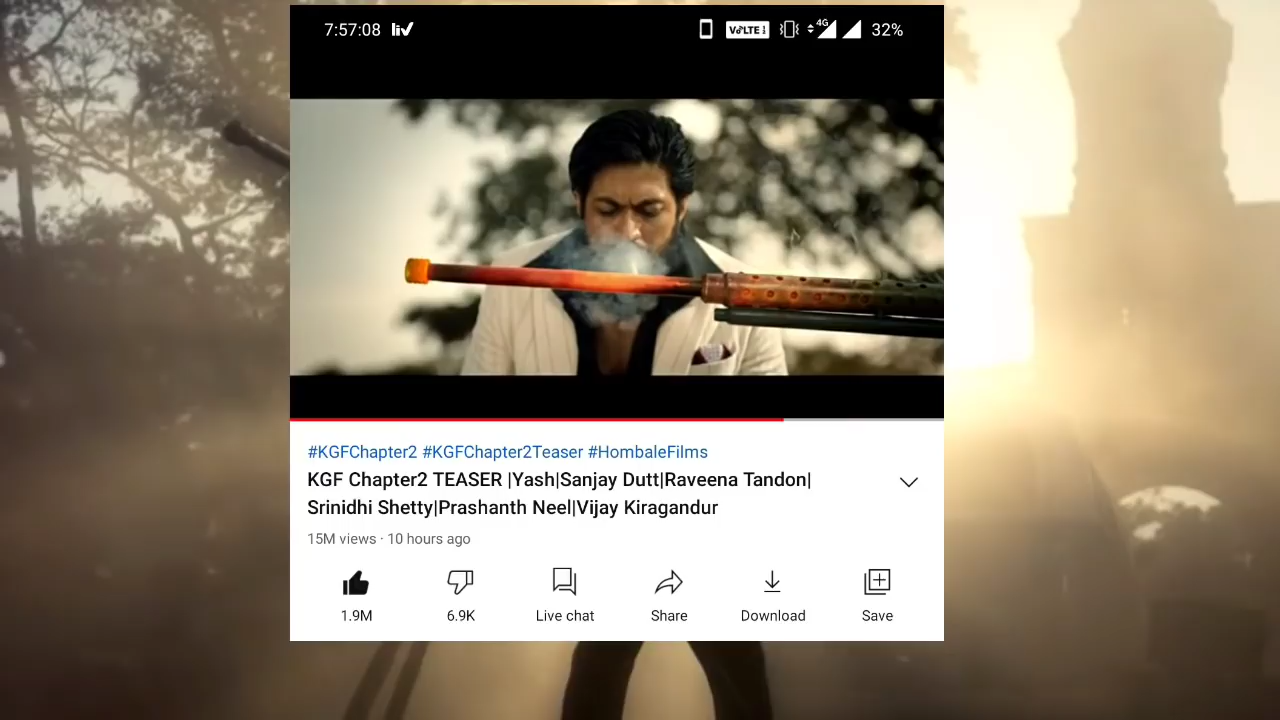 7:57:08 liv VoLTE 4G 32%
#KGFChapter2 #KGFChapter2Teaser #HombaleFilms
KGF Chapter2 TEASER |Yash|Sanjay Dutt|Raveena Tandon|
Srinidhi Shetty|Prashanth Neel|Vijay Kiragandur
15M views · 10 hours ago
1.9M 6.9K Live chat Share Download Save